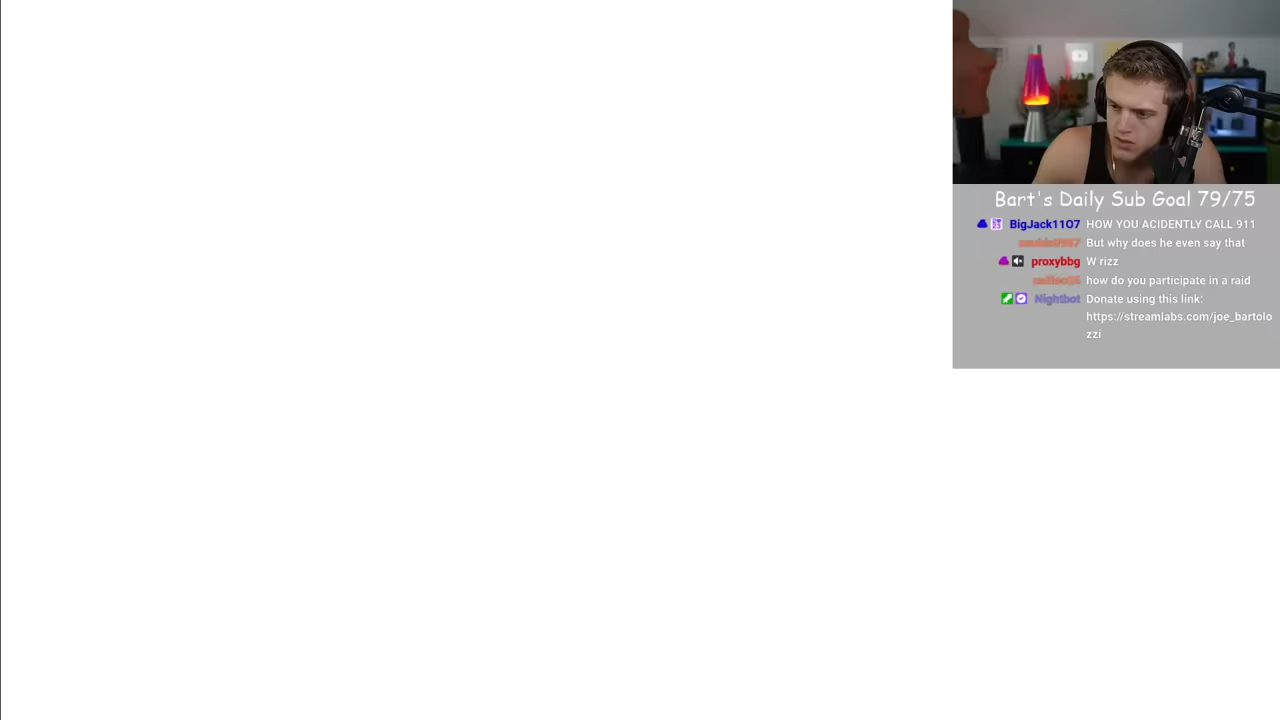 Bart's Daily Sub Goal 79/75
BigJack1107 HOW YOU ACIDENTLY CALL 911
But why does he even say that
proxybbg W rizz
how do you participate in a raid
Nightbot Donate using this link:
https://streamlabs.com/joe_bartolo
zzi